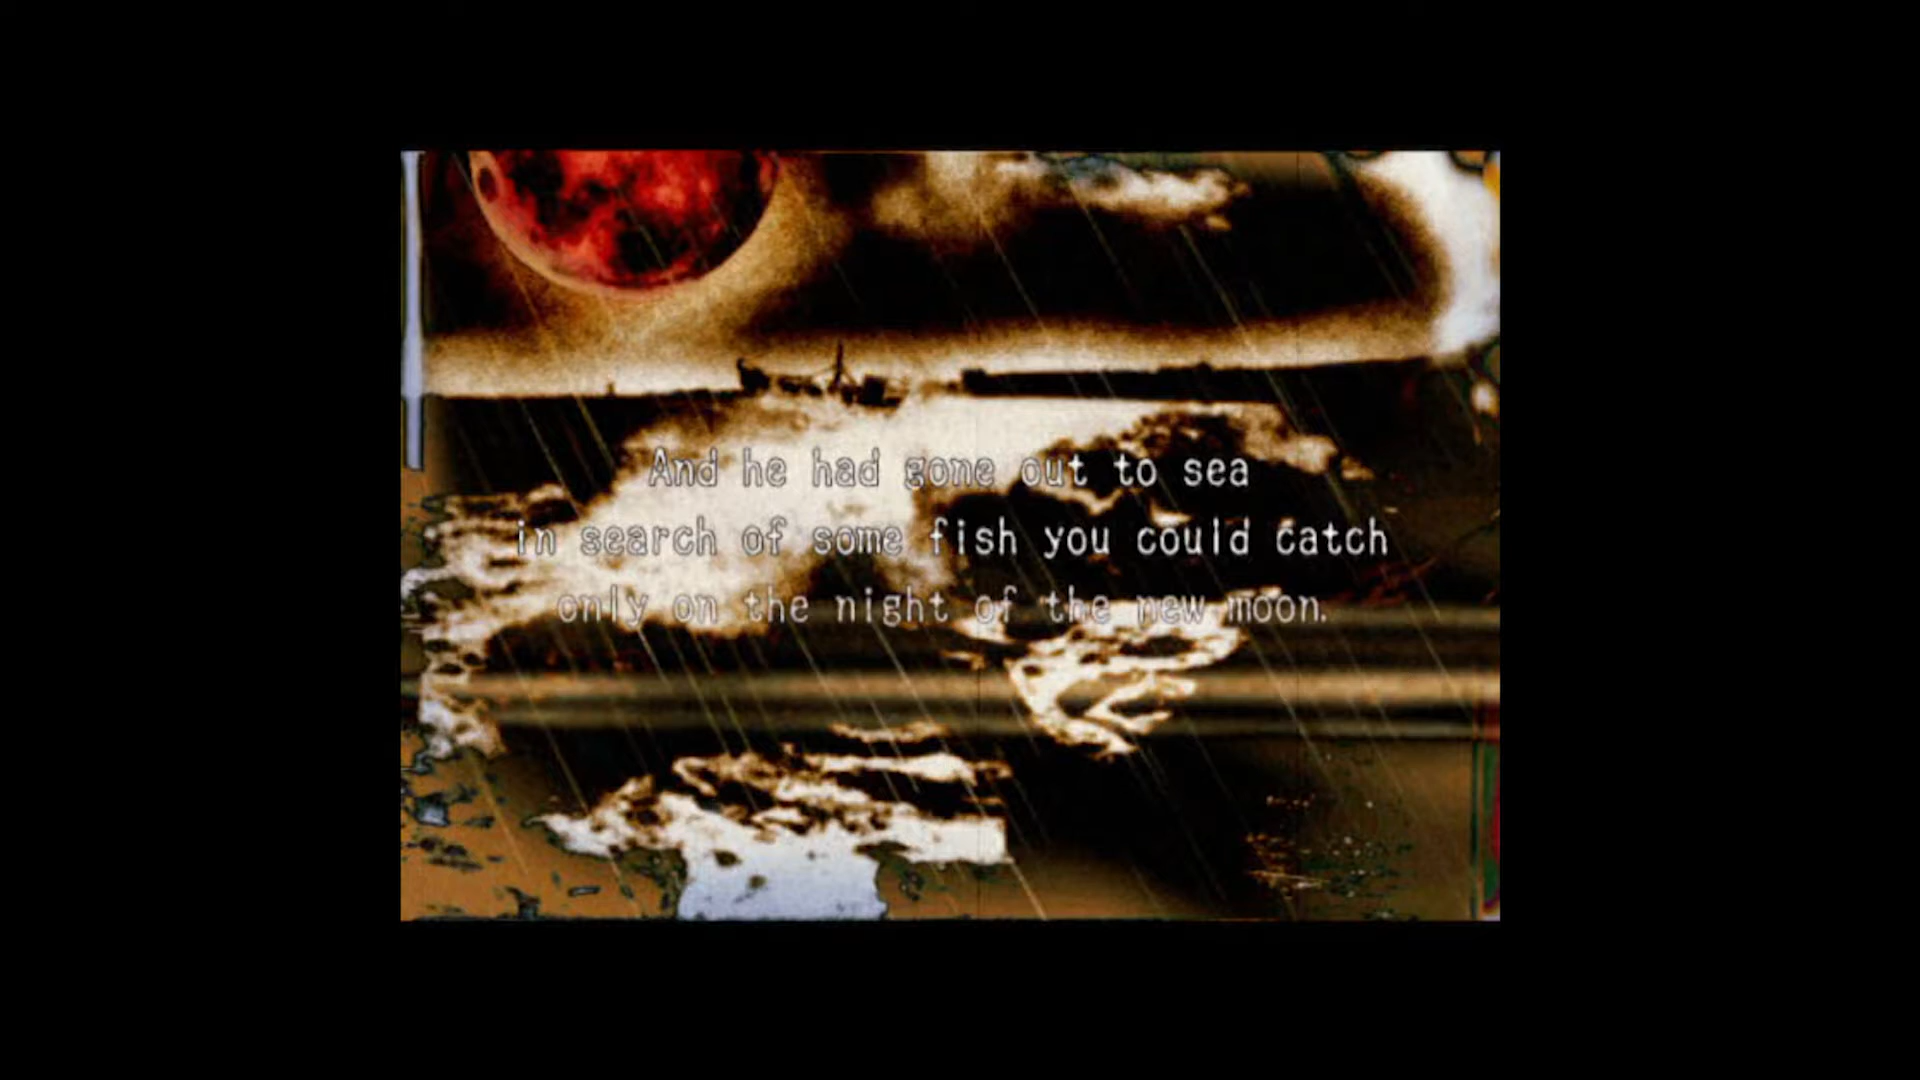 And he had gone out to sea
in search of some fish you could catch
only on the night of the new moon.